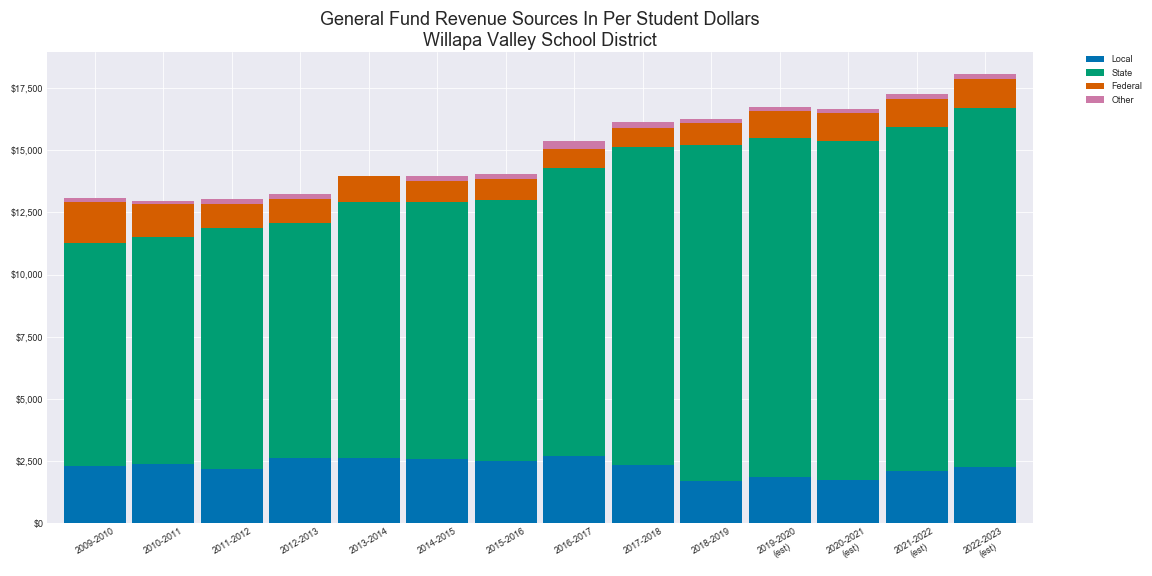 General Fund Revenue Sources In Per Student Dollars
Willapa Valley School District
Local
State
Federal
Other
$17,500
$15,000
$12,500
$10,000
$7,500
$5,000
$2,500
$0
2009-2010
2010-2011
2011-2012
2012-2013
2013-2014
2014-2015
2015-2016
2016-2017
2017-2018
2018-2019
2019-2020
(est)
2020-2021
(est)
2021-2022
(est)
2022-2023
(est)